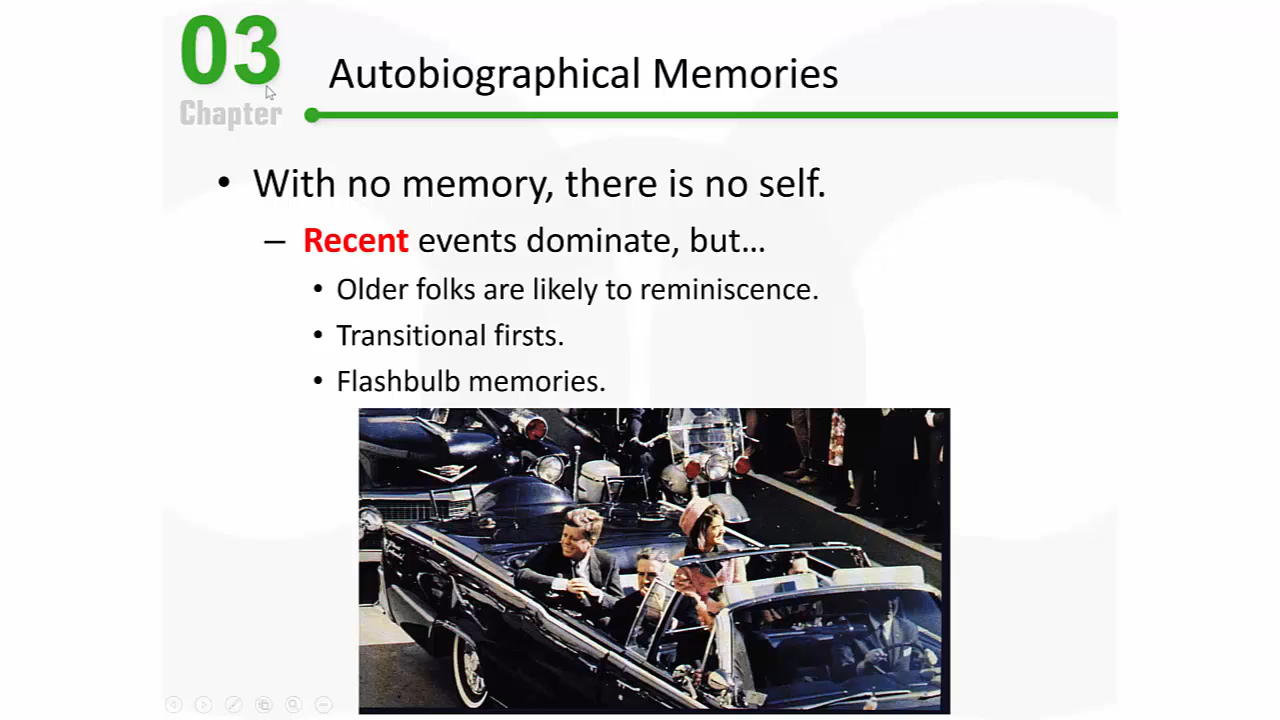 03
Chapter
Autobiographical Memories
• With no memory, there is no self.
– Recent events dominate, but...
• Older folks are likely to reminiscence.
• Transitional firsts.
• Flashbulb memories.